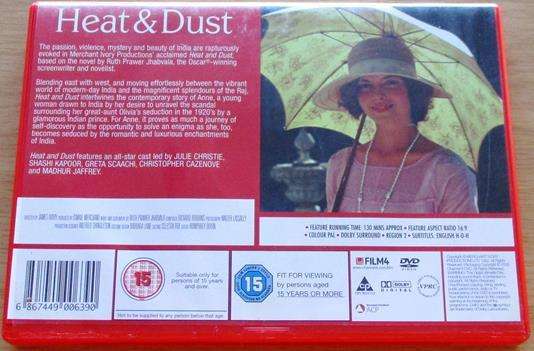 Heat & Dust
The passion, violence, mystery and beauty of India are rapturously
evoked in Merchant Ivory Productions' acclaimed Heat and Dust,
based on the novel by Ruth Prawer Jhabvala, the Oscar®-winning
screenwriter and novelist.
Blending east with west, and moving effortlessly between the vibrant
world of modern-day India and the magnificent splendours of the Raj,
Heat and Dust intertwines the contemporary story of Anne, a young
woman drawn to India by her desire to unravel the scandal
surrounding her great-aunt Olivia's seduction in the 1920's by a
glamorous Indian prince. For Anne, it proves as much a journey of
self-discovery as the opportunity to solve an enigma as she, too,
becomes seduced by the romantic and luxurious enchantments
of India.
Heat and Dust features an all-star cast led by JULIE CHRISTIE,
SHASHI KAPOOR, GRETA SCAACHI, CHRISTOPHER CAZENOVE
and MADHUR JAFFREY.
• FEATURE RUNNING TIME: 130 MINS APPROX • FEATURE ASPECT RATIO 16:9
• COLOUR PAL • DOLBY SURROUND • REGION 2 • SUBTITLES: ENGLISH H-O-H
6 867449 006390
15
Suitable only for
persons of 15 years
and over.
Not to be supplied to any person below that age.
15
FIT FOR VIEWING
by persons aged
15 YEARS OR MORE
FILM4
DVD
VIDEO
DOLBY
DIGITAL
VPRC
ACP